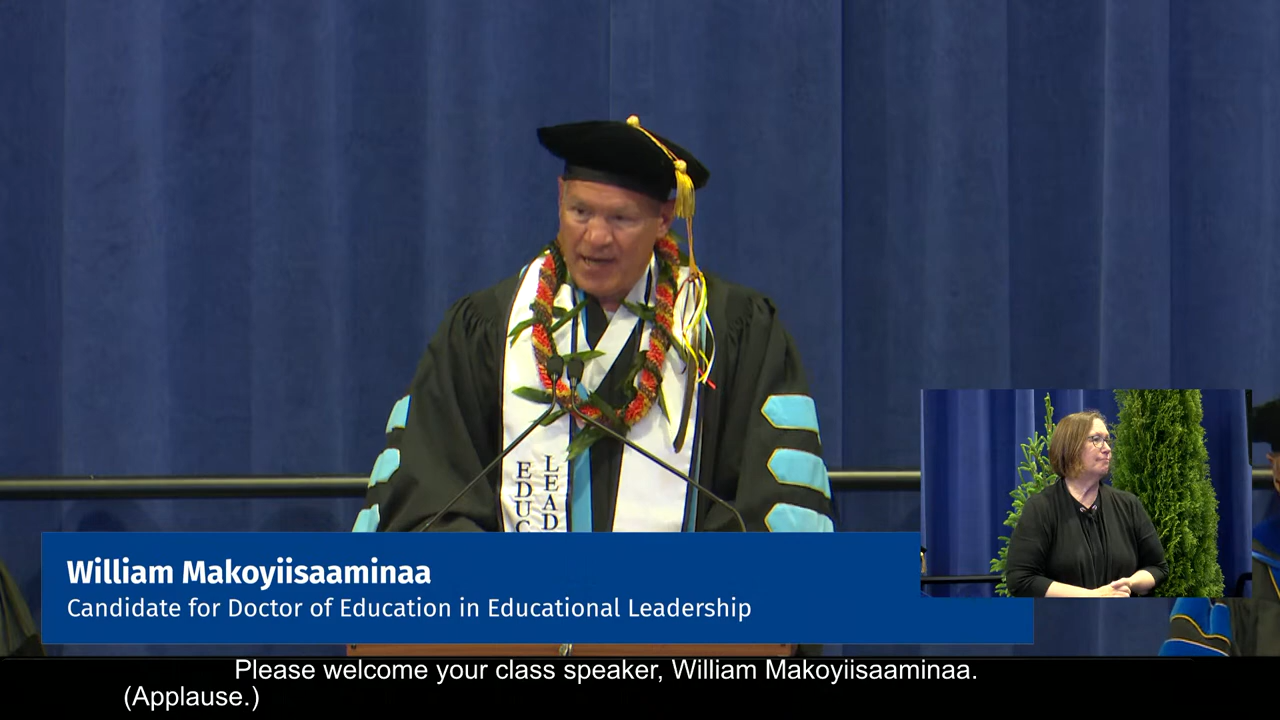 EDUC
LEAD
William Makoyiisaaminaa
Candidate for Doctor of Education in Educational Leadership
Please welcome your class speaker, William Makoyiisaaminaa.
(Applause.)